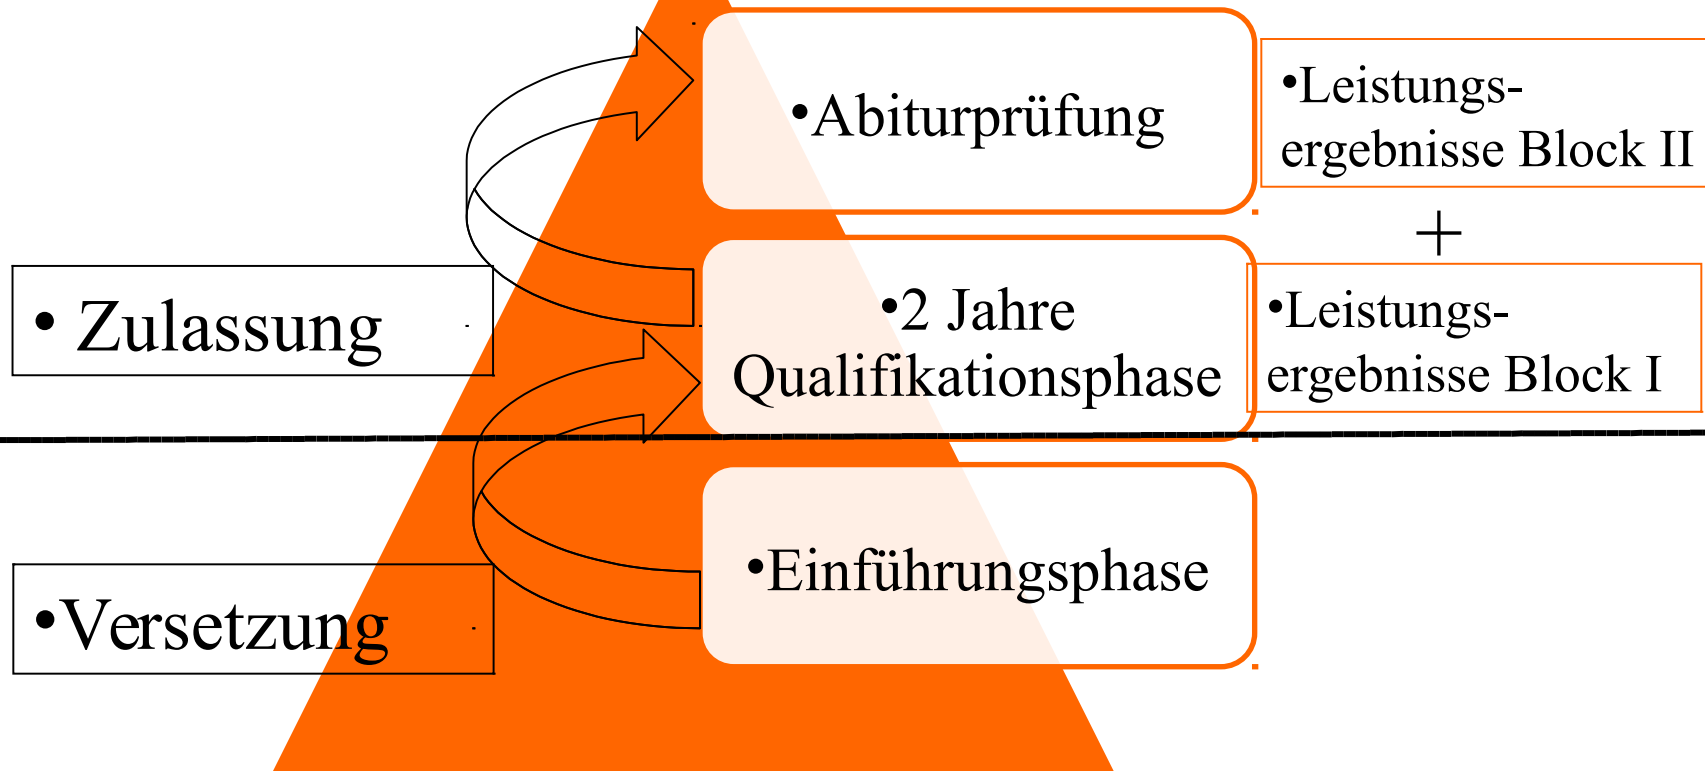 •Abiturprüfung
•Leistungs-
ergebnisse Block II
+
• Zulassung
•2 Jahre
Qualifikationsphase
•Leistungs-
ergebnisse Block I
•Versetzung
•Einführungsphase